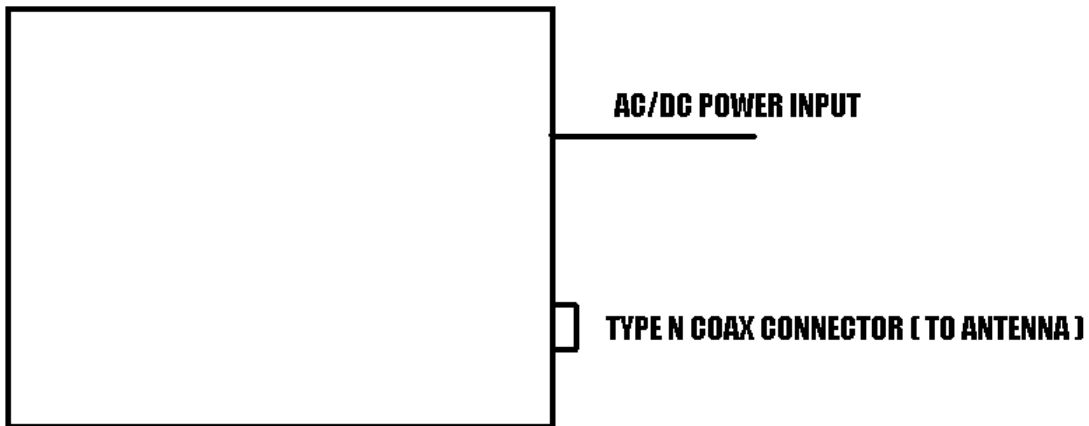 AC/DC POWER INPUT
TYPE N COAX CONNECTOR ( TO ANTENNA )